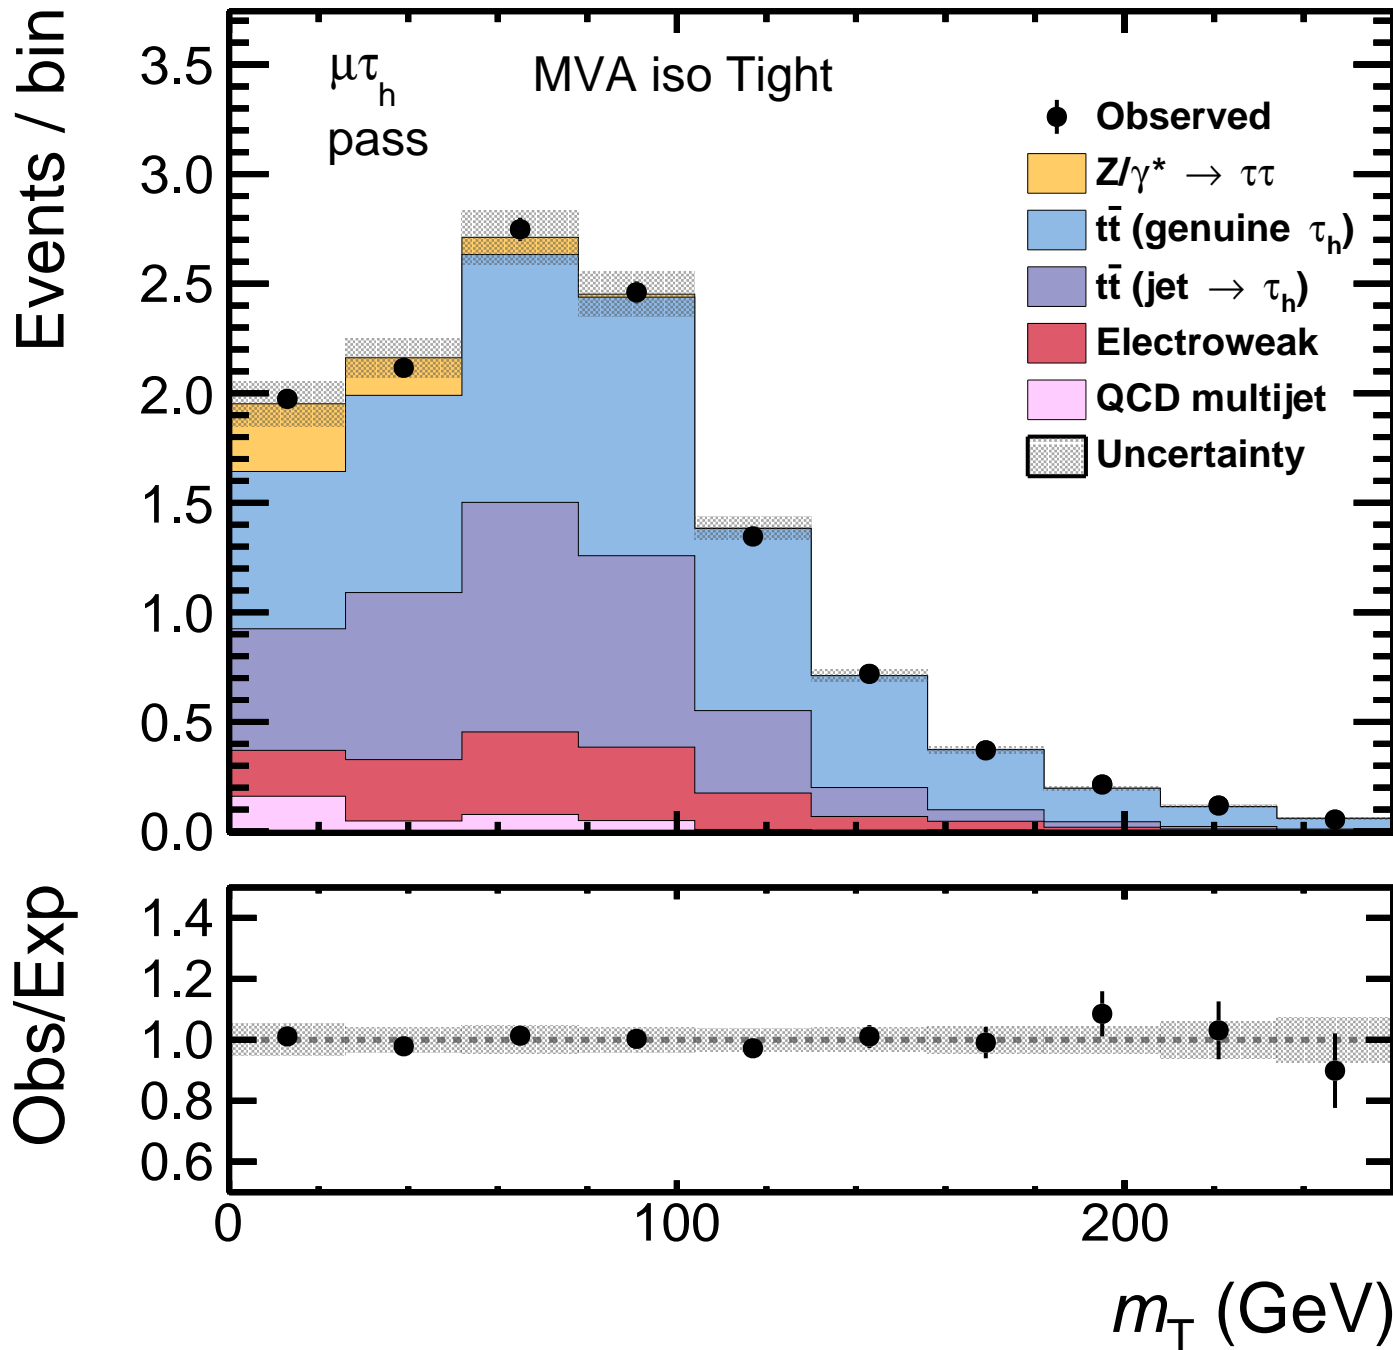 Events / bin
3.5
3.0
2.5
2.0
1.5
1.0
0.5
0.0
μτh
pass
MVA iso Tight
Observed
Z/γ* → ττ
tt̄ (genuine τh)
tt̄ (jet → τh)
Electroweak
QCD multijet
Uncertainty
Obs/Exp
1.4
1.2
1.0
0.8
0.6
0 100 200
mT (GeV)